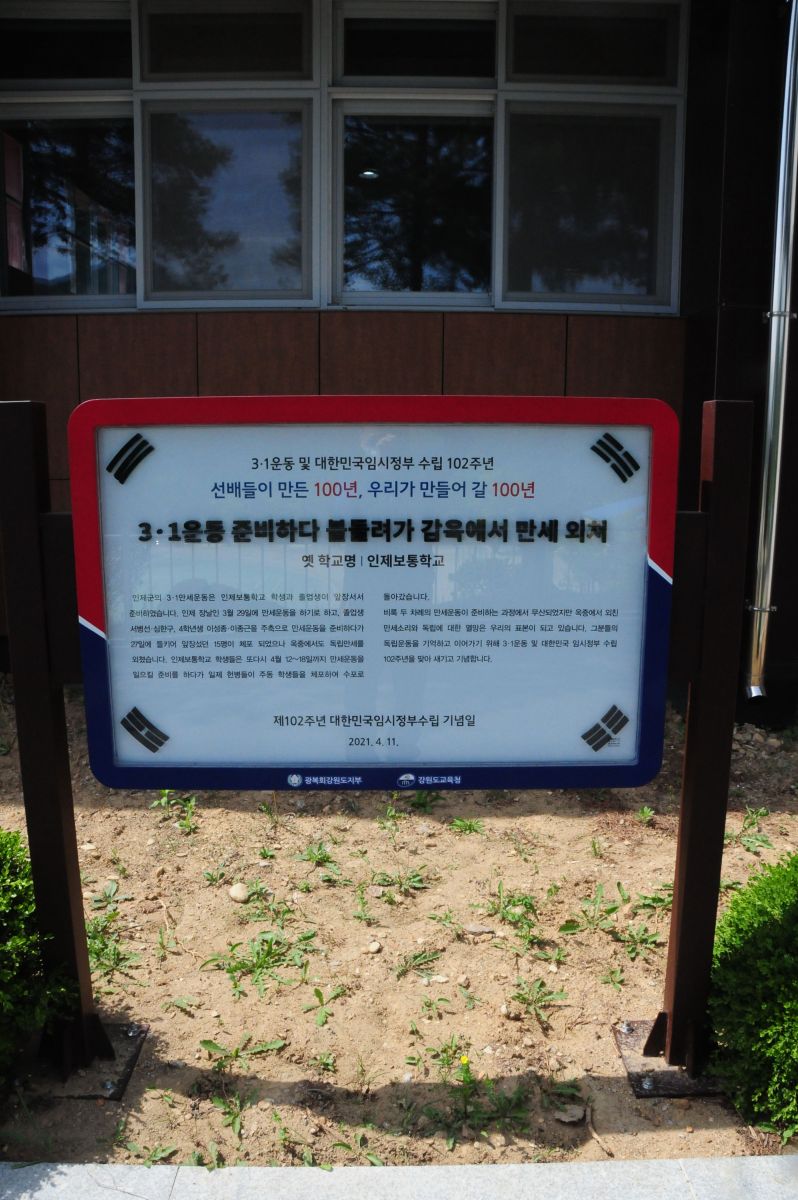 3·1운동 및 대한민국임시정부 수립 102주년
선배들이 만든 100년, 우리가 만들어 갈 100년
3·1운동 준비하다 붙들려가 감옥에서 만세 외쳐
옛 학교명 | 인제보통학교
인제군의 3·1만세운동은 인제보통학교 학생과 졸업생이 앞장서서
준비하였습니다. 인제 장날인 3월 29일에 만세운동을 하기로 하고, 졸업생
서병선·심한구, 4학년생 이성종·이종근을 주축으로 만세운동을 준비하다가
27일에 들키어 앞장섰던 15명이 체포 되었으나 옥중에서도 독립만세를
외쳤습니다. 인제보통학교 학생들은 또다시 4월 12~18일까지 만세운동을
일으킬 준비를 하다가 일제 헌병들이 주동 학생들을 체포하여 수포로
돌아갔습니다.
비록 두 차례의 만세운동이 준비하는 과정에서 무산되었지만 옥중에서 외친
만세소리와 독립에 대한 열망은 우리의 표본이 되고 있습니다. 그분들의
독립운동을 기억하고 이어가기 위해 3·1운동 및 대한민국 임시정부 수립
102주년을 맞아 새기고 기념합니다.
제102주년 대한민국임시정부수립 기념일
2021. 4. 11.
광복회강원도지부 강원도교육청